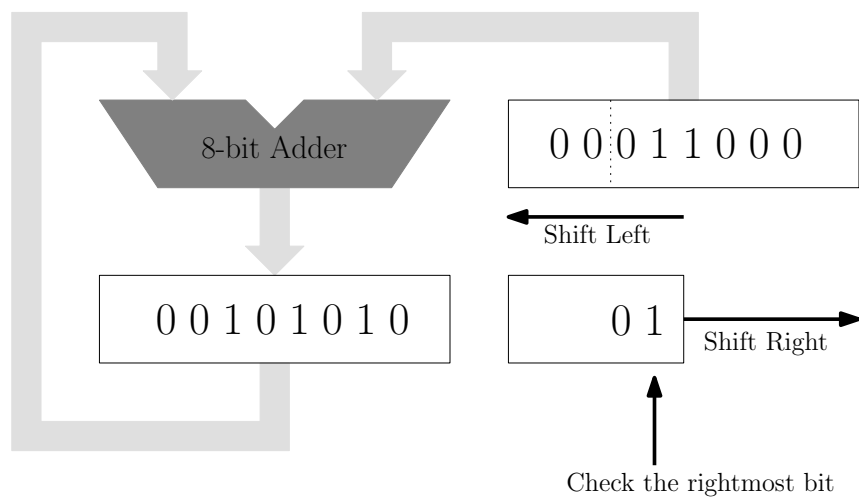 8-bit Adder
0 0 0 1 1 0 0 0
Shift Left
0 0 1 0 1 0 1 0
0 1
Shift Right
Check the rightmost bit